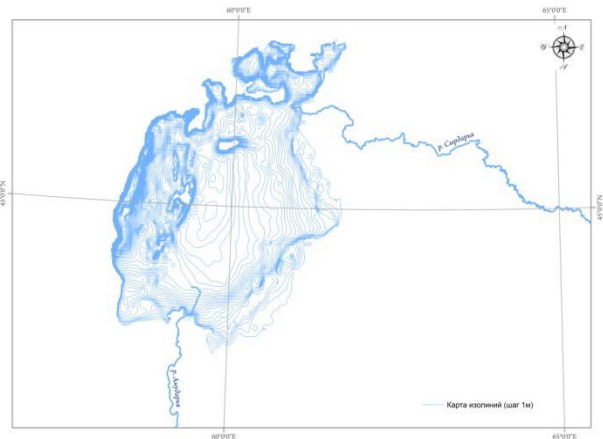 60°0'0"E
65°0'0"E
N
W
E
S
р. Сырдарья
45°0'0"N
45°0'0"N
р. Амударья
Карта изолиний (шаг 1м)
60°0'0"E
65°0'0"E